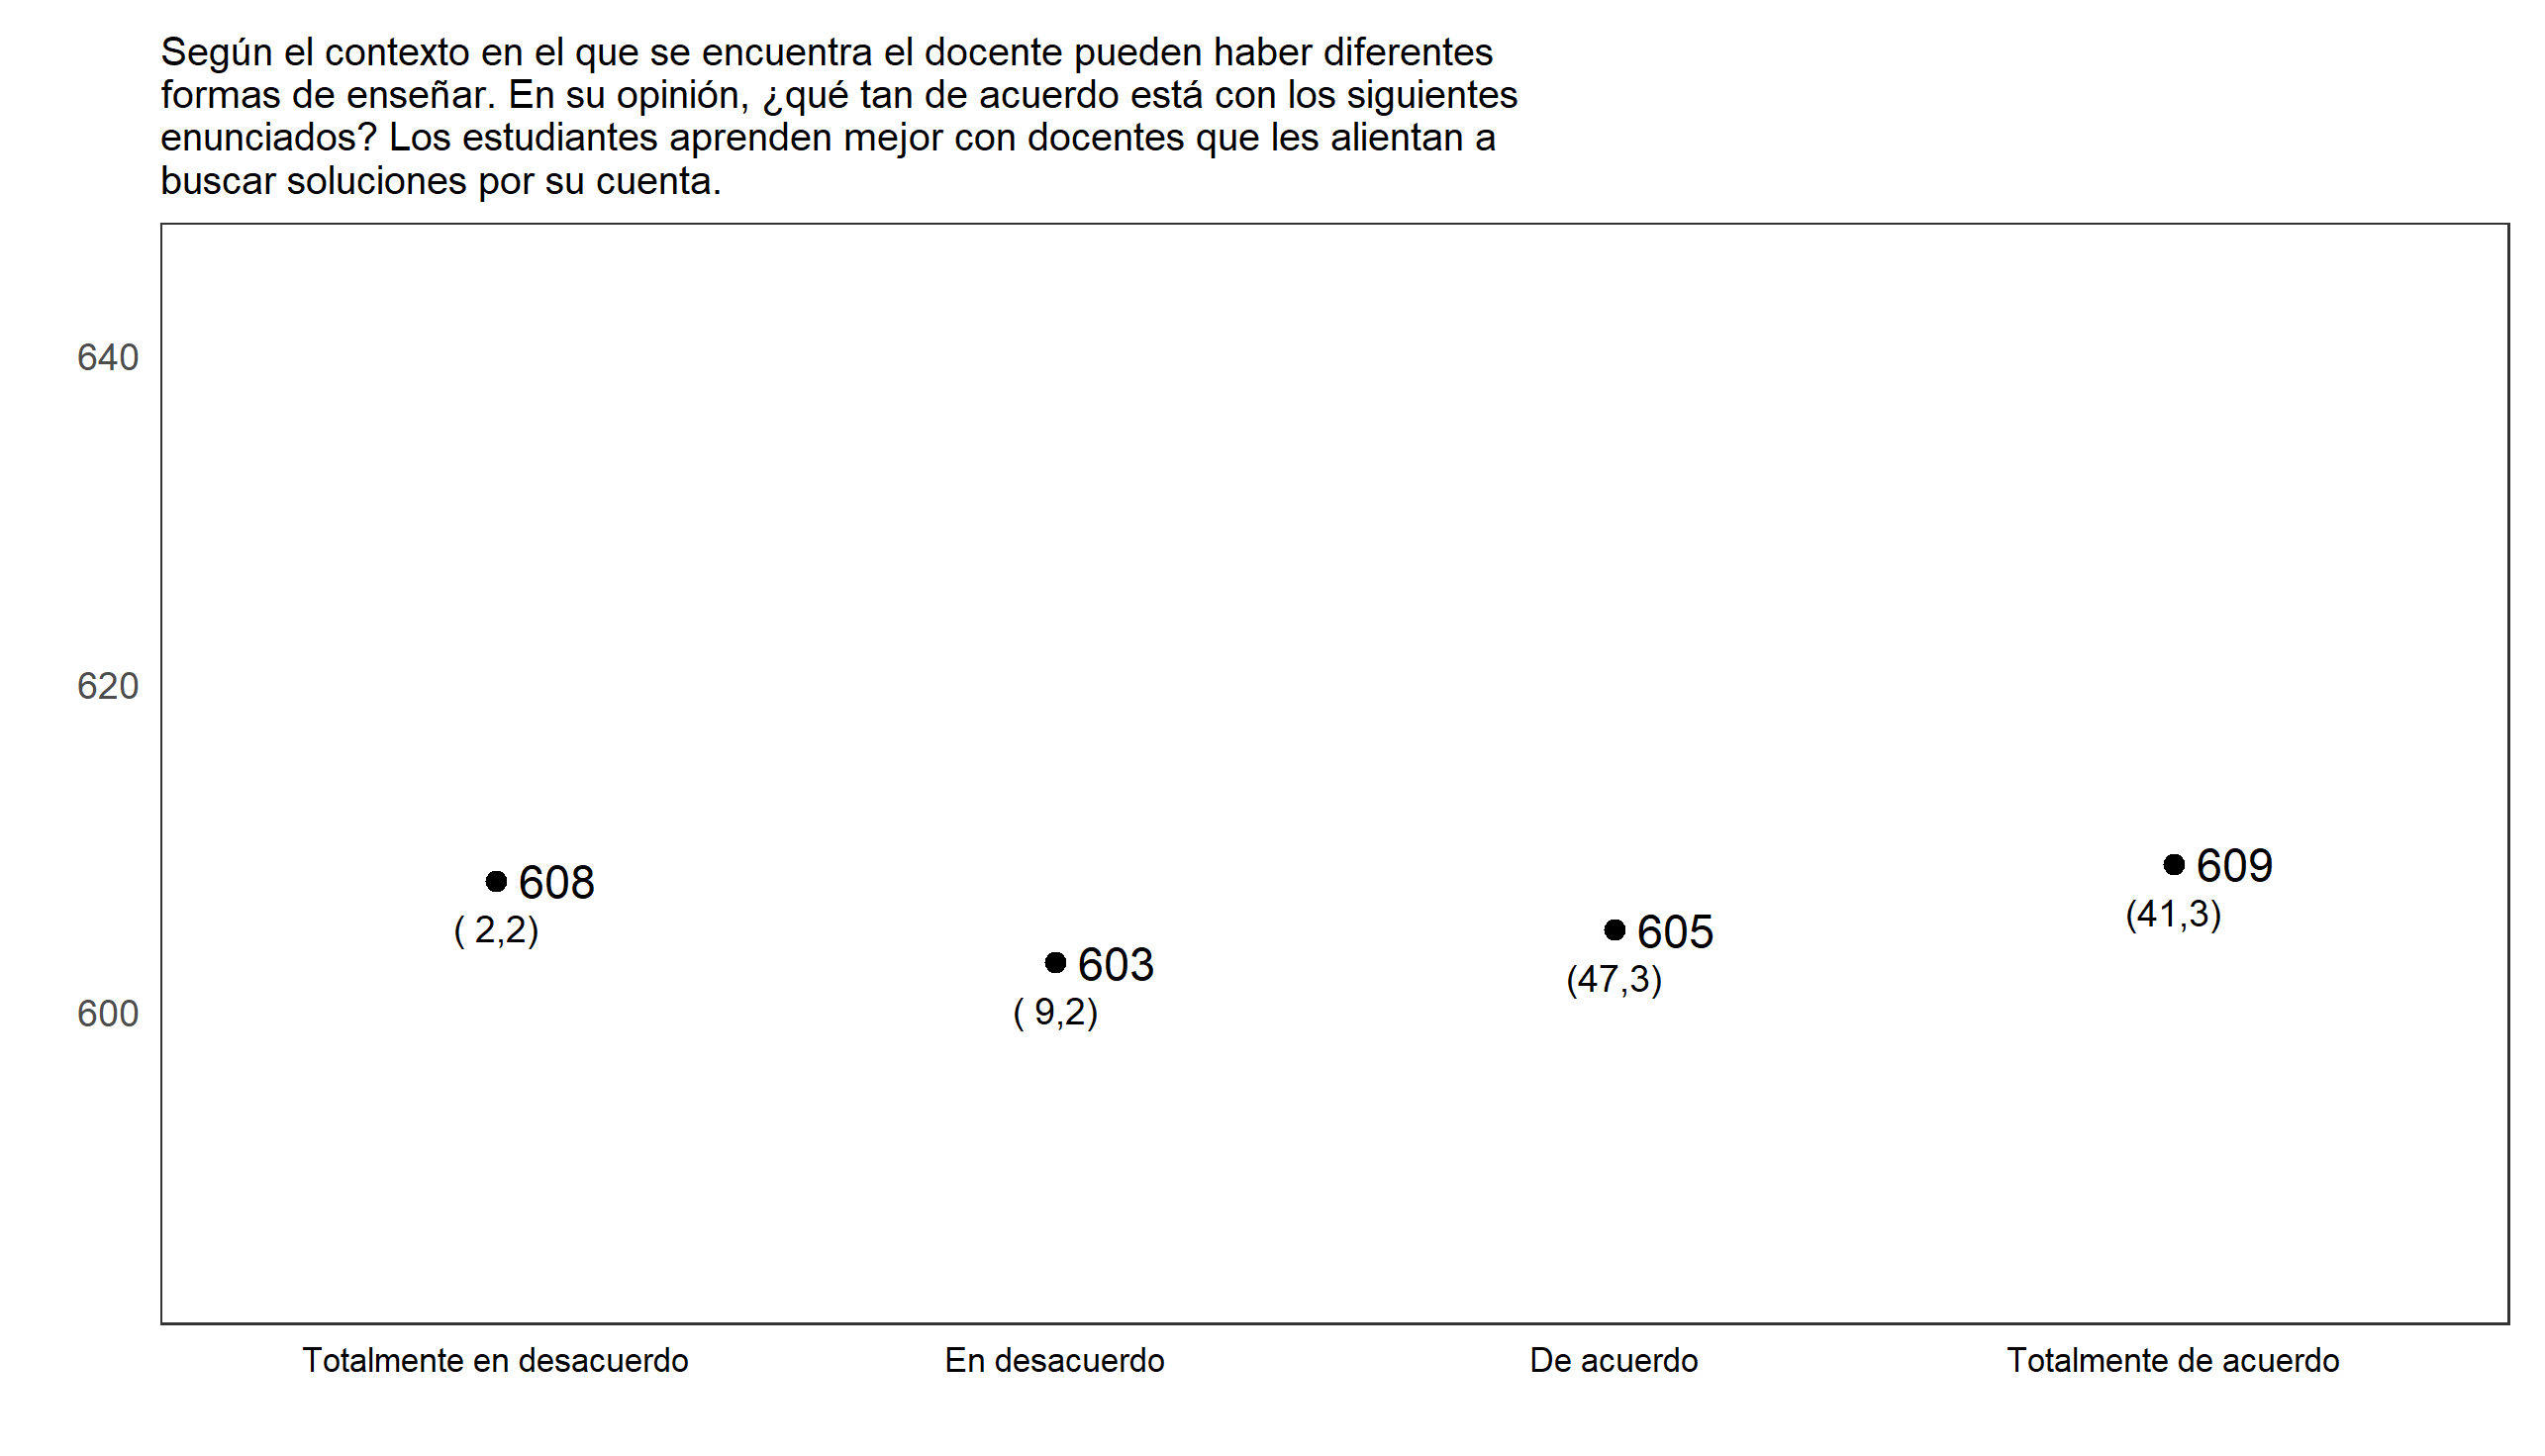 Según el contexto en el que se encuentra el docente pueden haber diferentes
formas de enseñar. En su opinión, ¿qué tan de acuerdo está con los siguientes
enunciados? Los estudiantes aprenden mejor con docentes que les alientan a
buscar soluciones por su cuenta.
640
620
600
608
( 2,2)
603
( 9,2)
605
(47,3)
609
(41,3)
Totalmente en desacuerdo
En desacuerdo
De acuerdo
Totalmente de acuerdo